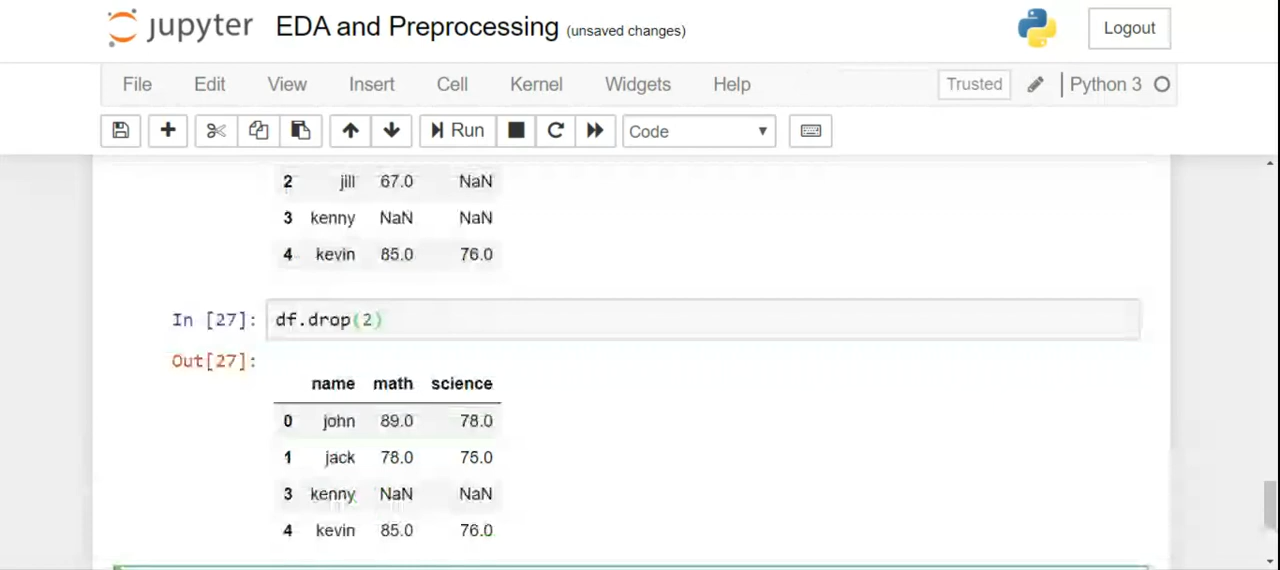 jupyter EDA and Preprocessing (unsaved changes) Logout
File Edit View Insert Cell Kernel Widgets Help Trusted Python 3
Run Code
2 jill 67.0 NaN
3 kenny NaN NaN
4 kevin 85.0 76.0
In [27]: df.drop(2)
Out[27]:
name math science
0 john 89.0 78.0
1 jack 78.0 75.0
3 kenny NaN NaN
4 kevin 85.0 76.0